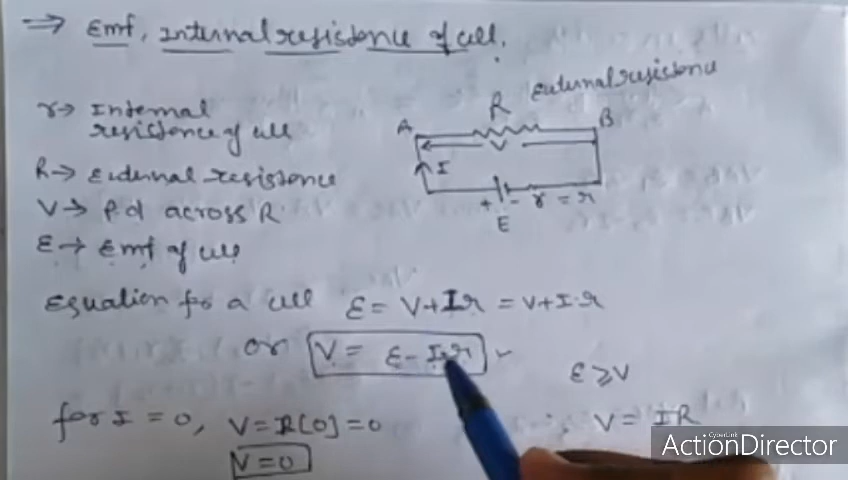 ⇒ Emf, Internal resistance of cell.
r → Internal resistance of cell
R → External resistance
V → P.d across R
ε → Emf of cell
R External resistance
A B
V
I
+ - r = r
E
Equation for a cell ε = V+Ir = V+I·r
or V = ε - Ir
ε ≥ V
for I = 0, V = R[0] = 0
∴ V = IR
V = 0
CyberLink
ActionDirector